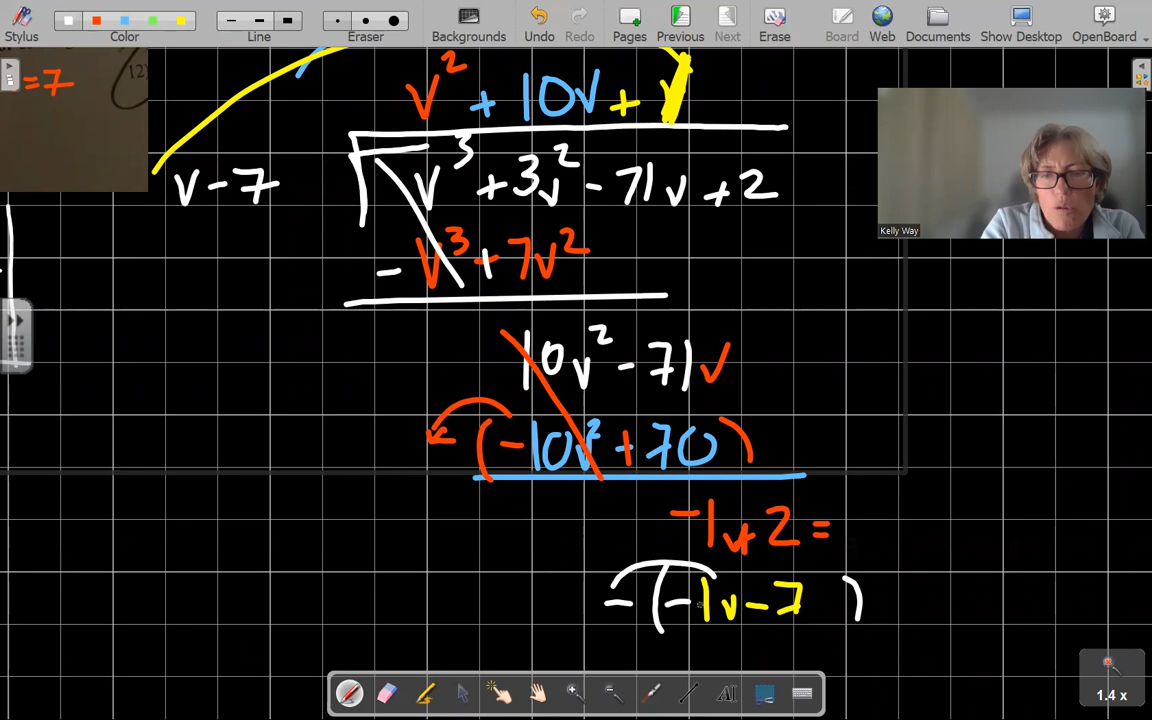 Stylus Color Line Eraser Backgrounds Undo Redo Pages Previous Next Erase Board Web Documents Show Desktop OpenBoard
12)
=7
v² + 10v +
v-7 v³ +3v² -71v +2
- v³ +7v²
10v² -71v
(-10v² +70)
-1v+2=
-(-1v-7 )
Kelly Way
1.4 x